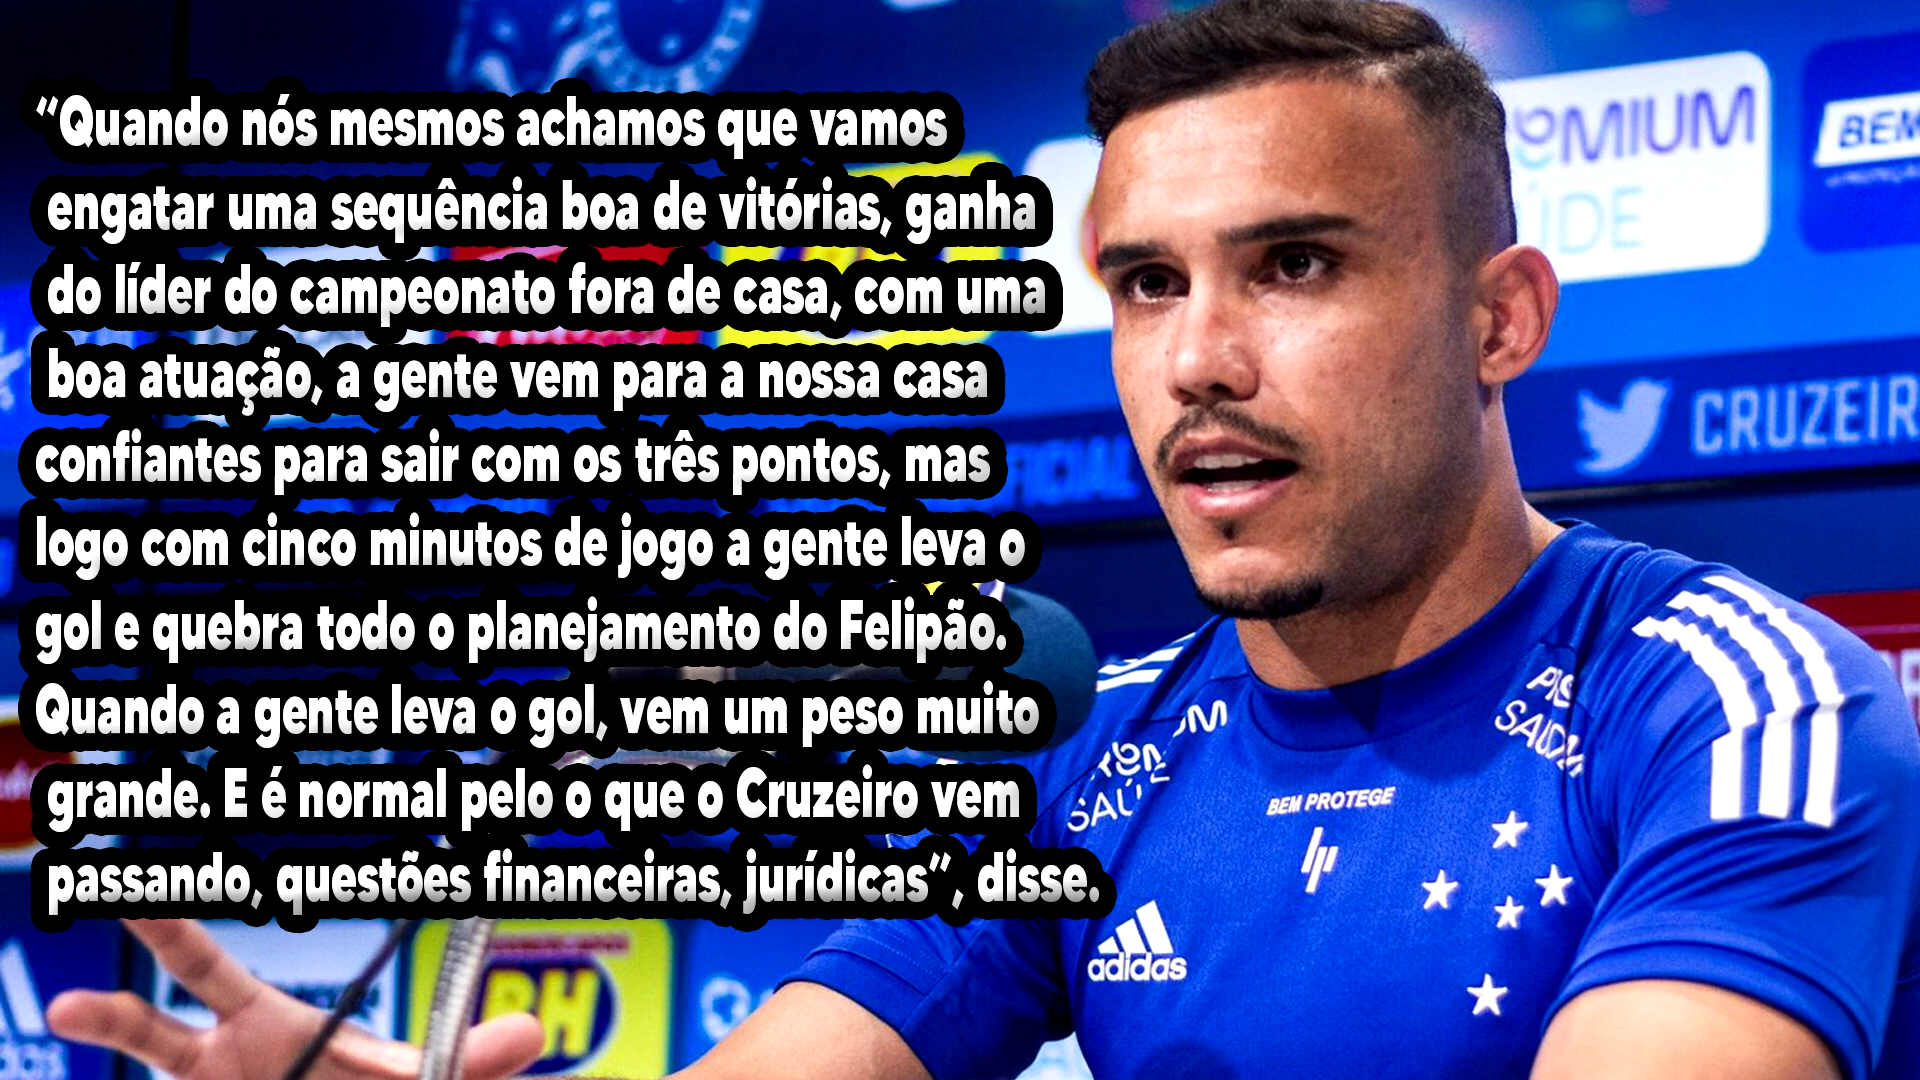 “Quando nós mesmos achamos que vamos
engatar uma sequência boa de vitórias, ganha
do líder do campeonato fora de casa, com uma
boa atuação, a gente vem para a nossa casa
confiantes para sair com os três pontos, mas
logo com cinco minutos de jogo a gente leva o
gol e quebra todo o planejamento do Felipão.
Quando a gente leva o gol, vem um peso muito
grande. E é normal pelo o que o Cruzeiro vem
passando, questões financeiras, jurídicas”, disse.
BEM
CRUZEIR
FICIAL
BEM PROTEGE
adidas
BH